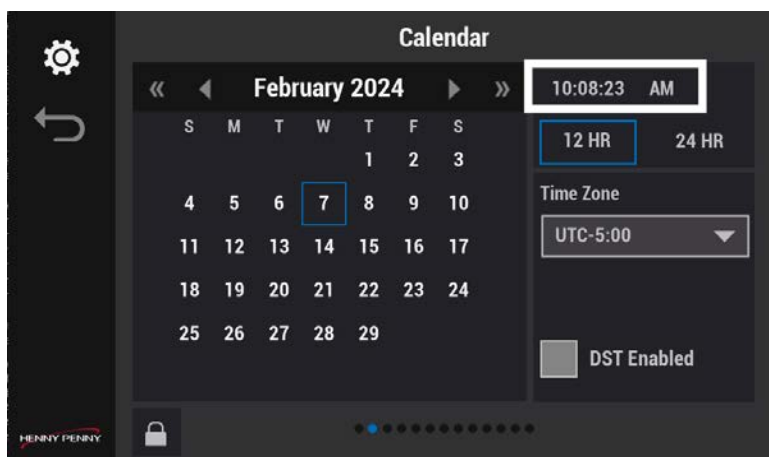 Calendar
« ◀ February 2024 ▶ »
10:08:23 AM
S M T W T F S
1 2 3
4 5 6 7 8 9 10
11 12 13 14 15 16 17
18 19 20 21 22 23 24
25 26 27 28 29
12 HR 24 HR
Time Zone
UTC-5:00
DST Enabled
HENNY PENNY